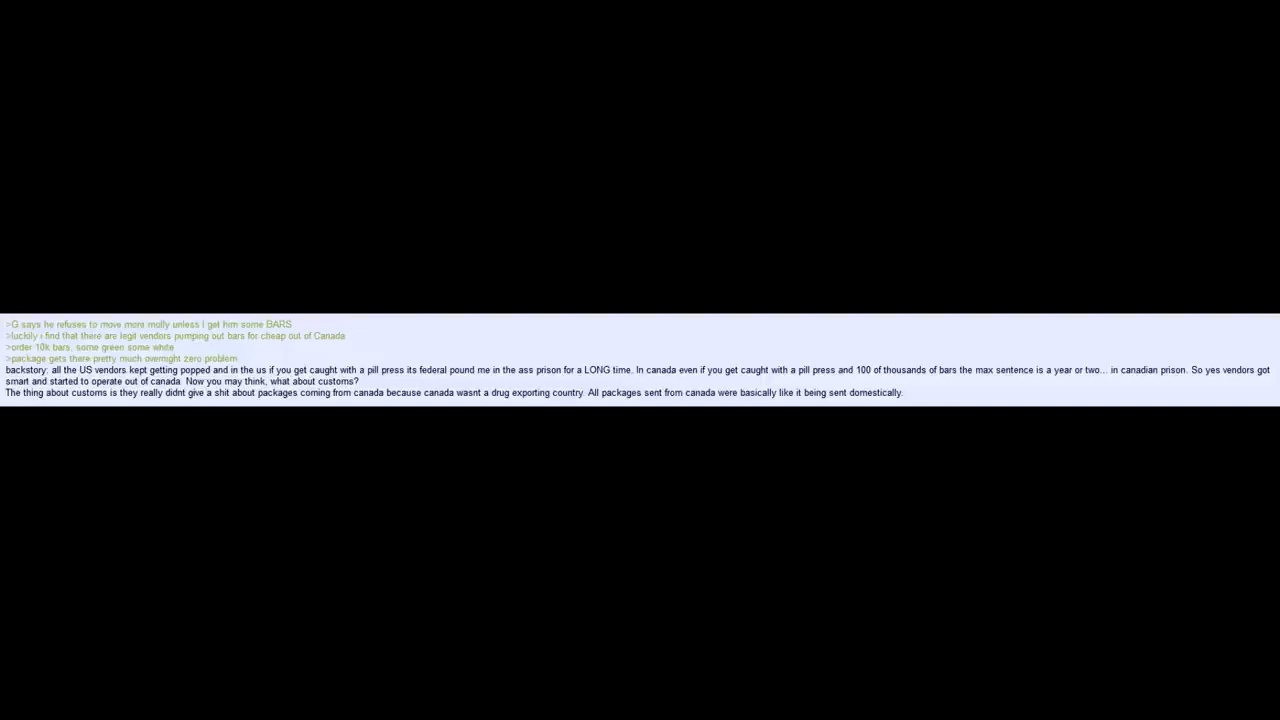 >G says he refuses to move more molly unless I get him some BARS
>luckily i find that there are legit vendors pumping out bars for cheap out of Canada
>order 10k bars, some green some white
>package gets there pretty much overnight zero problem
backstory: all the US vendors kept getting popped and in the us if you get caught with a pill press its federal pound me in the ass prison for a LONG time. In canada even if you get caught with a pill press and 100 of thousands of bars the max sentence is a year or two... in canadian prison. So yes vendors got
smart and started to operate out of canada. Now you may think, what about customs?
The thing about customs is they really didnt give a shit about packages coming from canada because canada wasnt a drug exporting country. All packages sent from canada were basically like it being sent domestically.